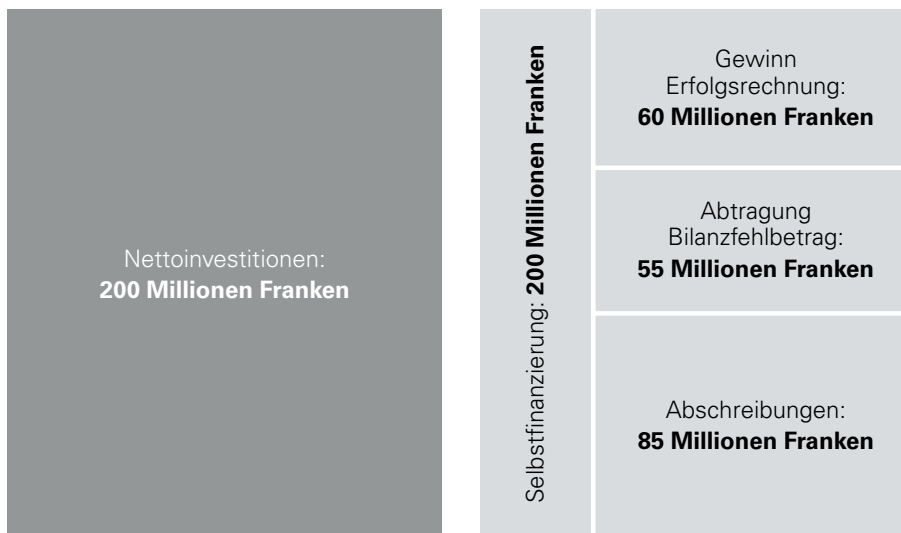 Nettoinvestitionen:
200 Millionen Franken
Selbstfinanzierung: 200 Millionen Franken
Gewinn
Erfolgsrechnung:
60 Millionen Franken
Abtragung
Bilanzfehlbetrag:
55 Millionen Franken
Abschreibungen:
85 Millionen Franken